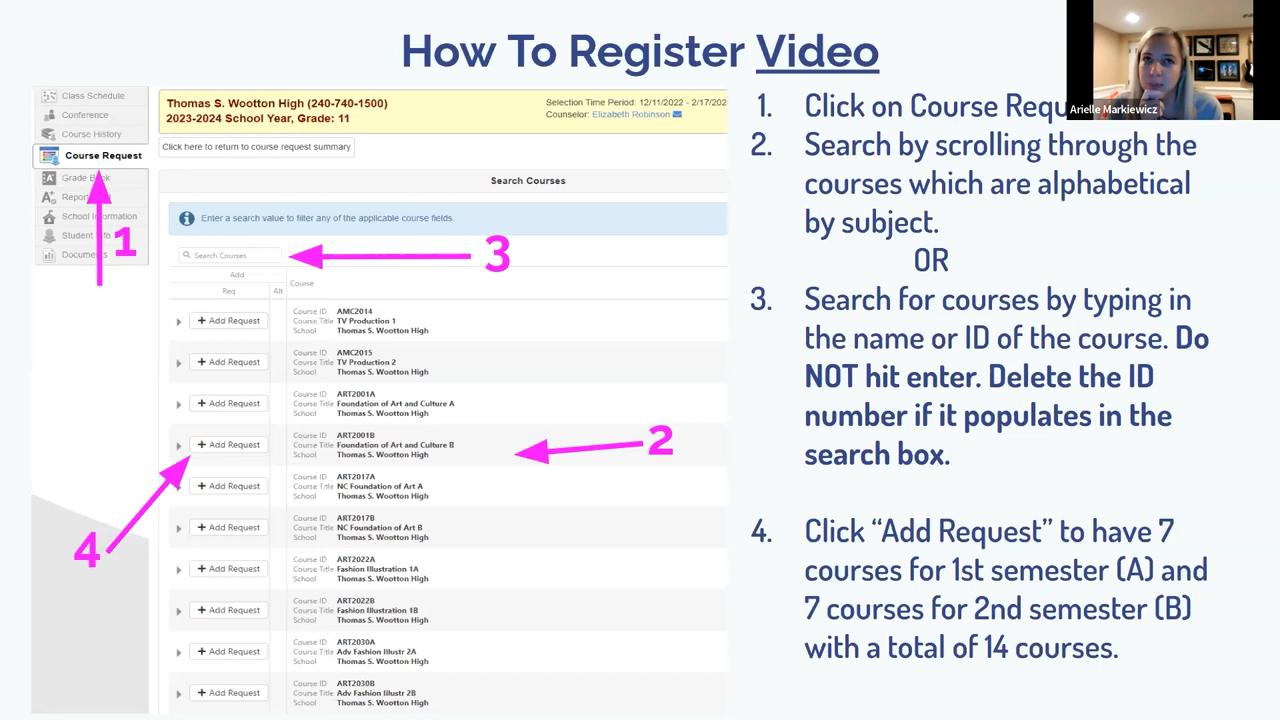 How To Register Video
Arielle Markiewicz
Class Schedule
Conference
Course History
Course Request
Grade
Report
School Information
Student
Document
1
Thomas S. Wootton High (240-740-1500)
2023-2024 School Year, Grade: 11
Selection Time Period: 12/11/2022 - 2/17/202
Counselor: Elizabeth Robinson
Click here to return to course request summary
Search Courses
Enter a search value to filter any of the applicable course fields.
Search Courses
3
Add
Req
Alt
Course
+ Add Request
Course ID AMC2014
Course Title TV Production 1
School Thomas S. Wootton High
+ Add Request
Course ID AMC2015
Course Title TV Production 2
School Thomas S. Wootton High
+ Add Request
Course ID ART2001A
Course Title Foundation of Art and Culture A
School Thomas S. Wootton High
+ Add Request
Course ID ART2001B
Course Title Foundation of Art and Culture B
School Thomas S. Wootton High
2
+ Add Request
Course ID ART2017A
Course Title NC Foundation of Art A
School Thomas S. Wootton High
4
+ Add Request
Course ID ART2017B
Course Title NC Foundation of Art B
School Thomas S. Wootton High
+ Add Request
Course ID ART2022A
Course Title Fashion Illustration 1A
School Thomas S. Wootton High
+ Add Request
Course ID ART2022B
Course Title Fashion Illustration 1B
School Thomas S. Wootton High
+ Add Request
Course ID ART2030A
Course Title Adv Fashion Illustr 2A
School Thomas S. Wootton High
+ Add Request
Course ID ART2030B
Course Title Adv Fashion Illustr 2B
School Thomas S. Wootton High
1. Click on Course Requ
2. Search by scrolling through the
courses which are alphabetical
by subject.
OR
3. Search for courses by typing in
the name or ID of the course. Do
NOT hit enter. Delete the ID
number if it populates in the
search box.
4. Click “Add Request” to have 7
courses for 1st semester (A) and
7 courses for 2nd semester (B)
with a total of 14 courses.